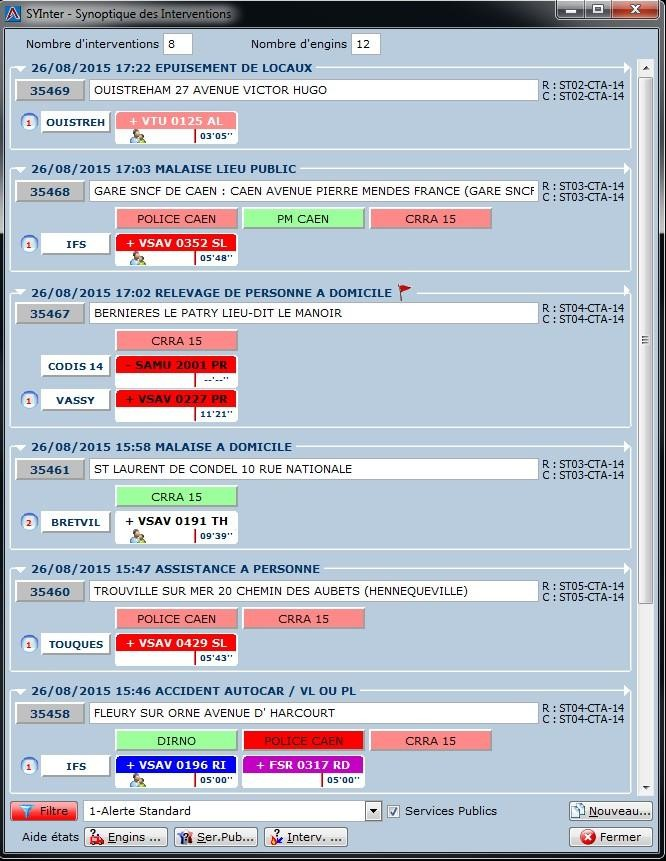 SYInter - Synoptique des Interventions
Nombre d'interventions 8 Nombre d'engins 12
26/08/2015 17:22 EPUISEMENT DE LOCAUX
35469 OUISTREHAM 27 AVENUE VICTOR HUGO R : ST02-CTA-14
C : ST02-CTA-14
1 OUISTREH + VTU 0125 AL
03'05''
26/08/2015 17:03 MALAISE LIEU PUBLIC
35468 GARE SNCF DE CAEN : CAEN AVENUE PIERRE MENDES FRANCE (GARE SNCF R : ST03-CTA-14
C : ST03-CTA-14
POLICE CAEN PM CAEN CRRA 15
1 IFS + VSAV 0352 SL
05'48''
26/08/2015 17:02 RELEVAGE DE PERSONNE A DOMICILE
35467 BERNIERES LE PATRY LIEU-DIT LE MANOIR R : ST04-CTA-14
C : ST04-CTA-14
CRRA 15
CODIS 14 - SAMU 2001 PR
--'--''
1 VASSY + VSAV 0227 PR
11'21''
26/08/2015 15:58 MALAISE A DOMICILE
35461 ST LAURENT DE CONDEL 10 RUE NATIONALE R : ST03-CTA-14
C : ST03-CTA-14
CRRA 15
2 BRETVIL + VSAV 0191 TH
09'39''
26/08/2015 15:47 ASSISTANCE A PERSONNE
35460 TROUVILLE SUR MER 20 CHEMIN DES AUBETS (HENNEQUEVILLE) R : ST05-CTA-14
C : ST05-CTA-14
POLICE CAEN CRRA 15
1 TOUQUES + VSAV 0429 SL
05'43''
26/08/2015 15:46 ACCIDENT AUTOCAR / VL OU PL
35458 FLEURY SUR ORNE AVENUE D' HARCOURT R : ST04-CTA-14
C : ST04-CTA-14
DIRNO POLICE CAEN CRRA 15
1 IFS + VSAV 0196 RI + FSR 0317 RD
05'00'' 05'00''
Filtre 1-Alerte Standard Services Publics Nouveau...
Aide états Engins ... Ser.Pub... Interv. ... Fermer